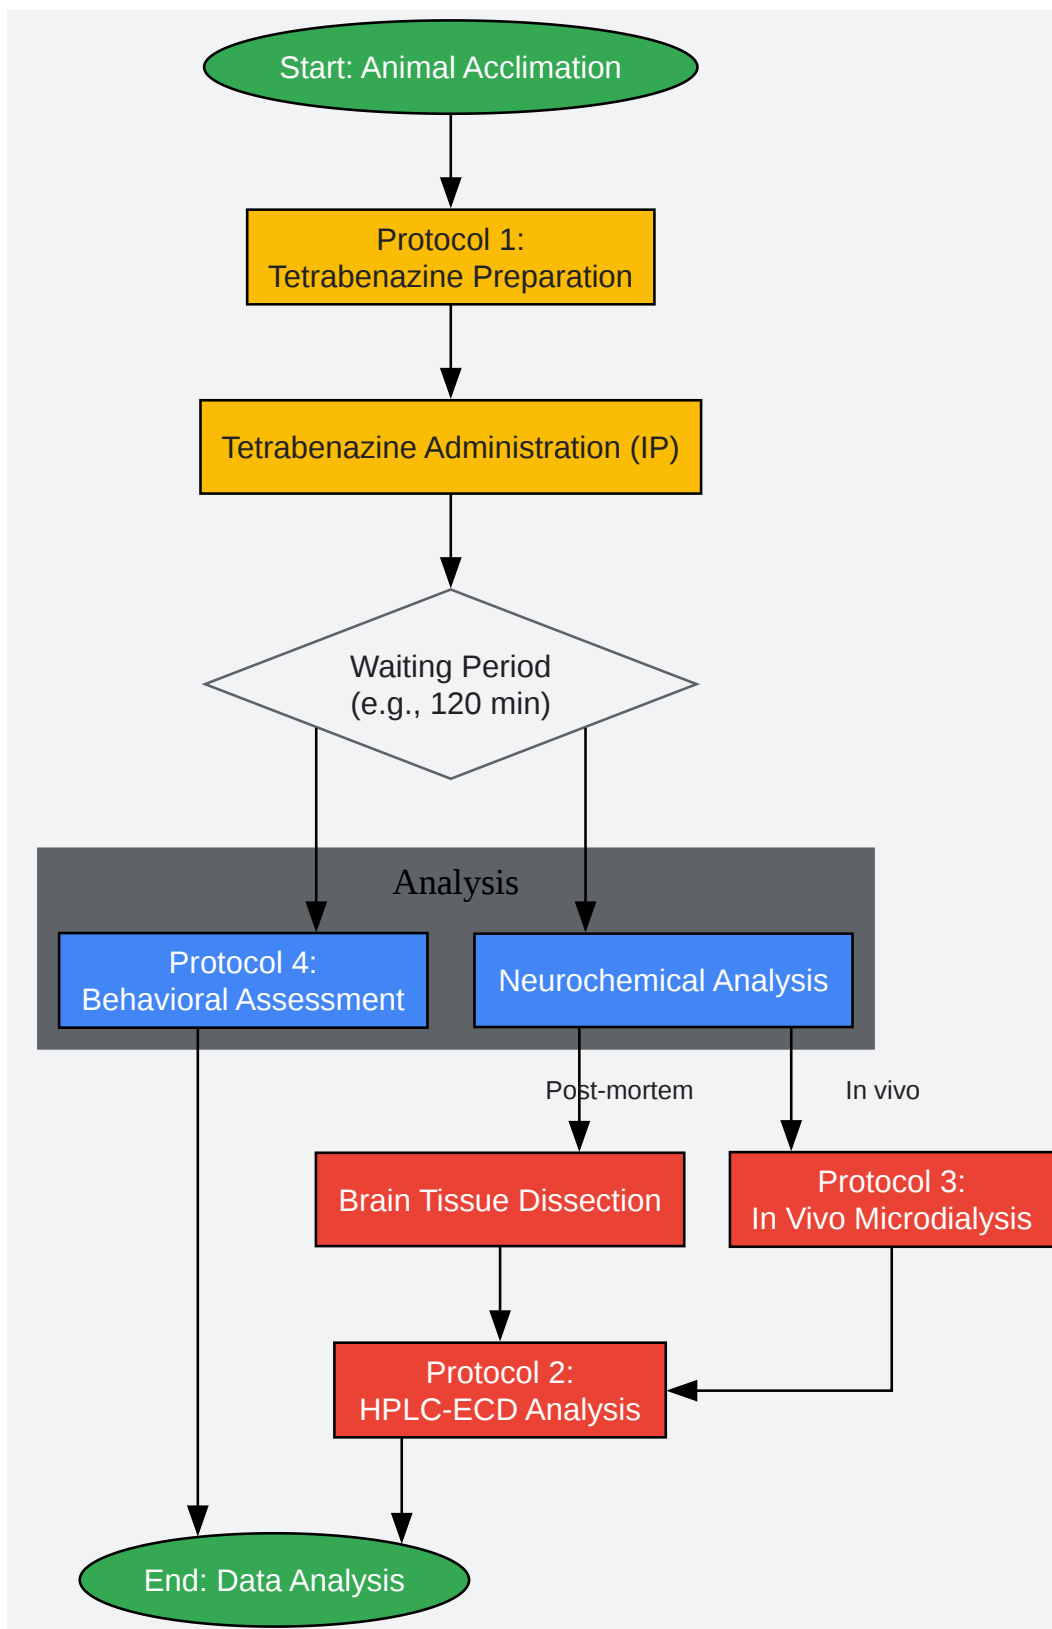 Start: Animal Acclimation
Protocol 1:
Tetrabenazine Preparation
Tetrabenazine Administration (IP)
Waiting Period
(e.g., 120 min)
Analysis
Protocol 4:
Behavioral Assessment
Neurochemical Analysis
Post-mortem
In vivo
Brain Tissue Dissection
Protocol 3:
In Vivo Microdialysis
Protocol 2:
HPLC-ECD Analysis
End: Data Analysis